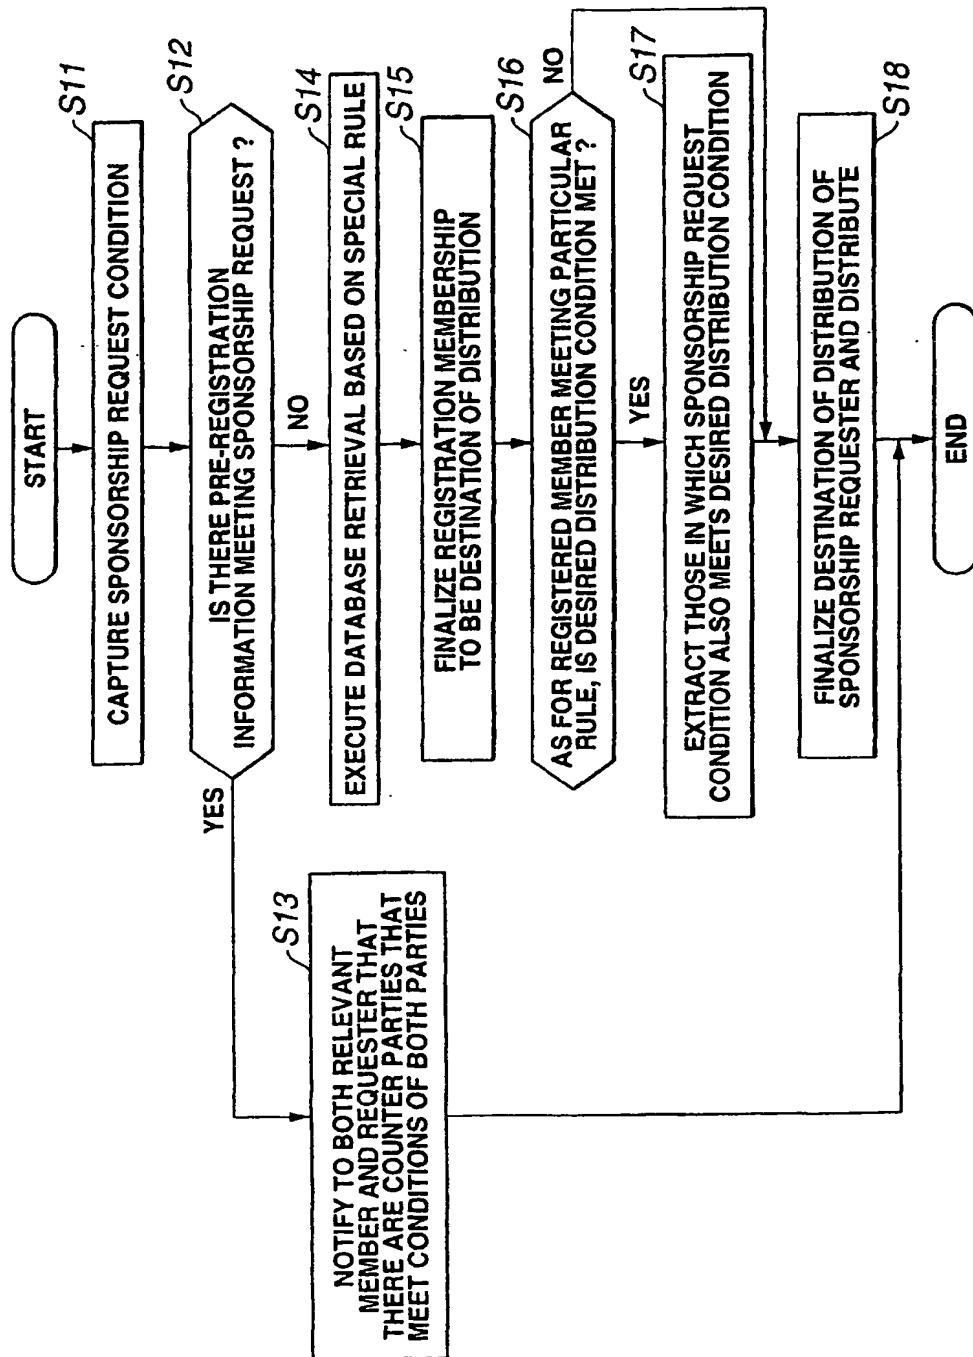 START
S11
CAPTURE SPONSORSHIP REQUEST CONDITION
S12
IS THERE PRE-REGISTRATION
INFORMATION MEETING SPONSORSHIP REQUEST ?
YES
NO
S13
NOTIFY TO BOTH RELEVANT
MEMBER AND REQUESTER THAT
THERE ARE COUNTER PARTIES THAT
MEET CONDITIONS OF BOTH PARTIES
S14
EXECUTE DATABASE RETRIEVAL BASED ON SPECIAL RULE
S15
FINALIZE REGISTRATION MEMBERSHIP
TO BE DESTINATION OF DISTRIBUTION
S16
AS FOR REGISTERED MEMBER MEETING PARTICULAR
RULE, IS DESIRED DISTRIBUTION CONDITION MET ?
NO
YES
S17
EXTRACT THOSE IN WHICH SPONSORSHIP REQUEST
CONDITION ALSO MEETS DESIRED DISTRIBUTION CONDITION
S18
FINALIZE DESTINATION OF DISTRIBUTION OF
SPONSORSHIP REQUESTER AND DISTRIBUTE
END